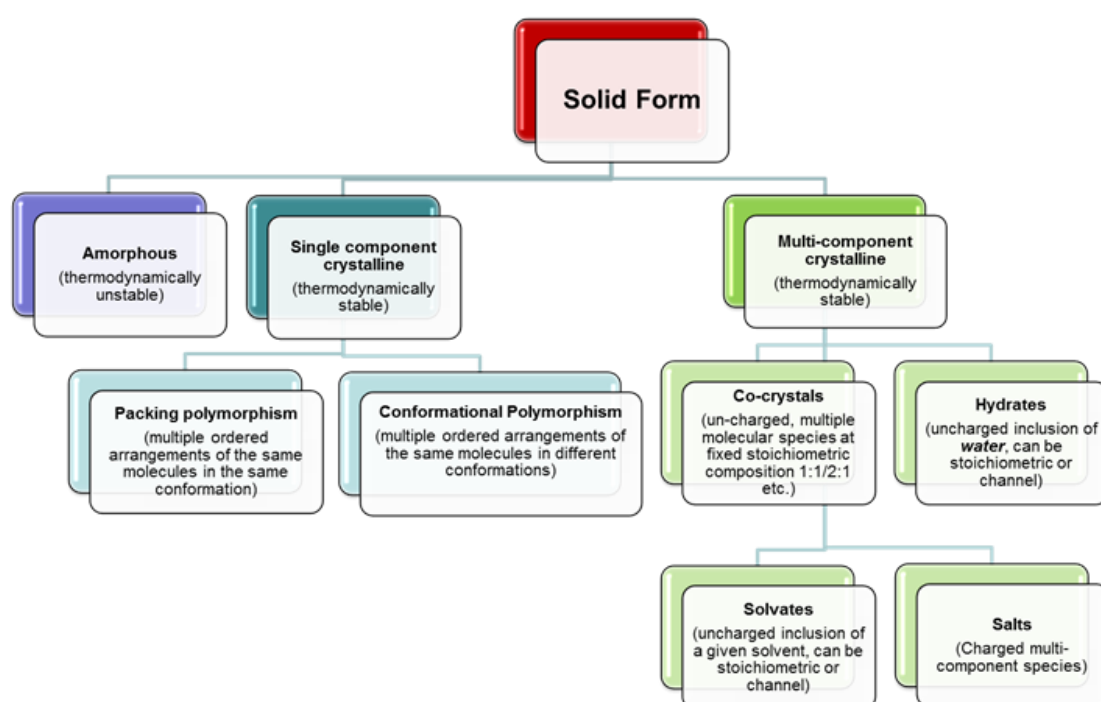 Solid Form
Amorphous
(thermodynamically
unstable)
Single component
crystalline
(thermodynamically
stable)
Multi-component
crystalline
(thermodynamically
stable)
Packing polymorphism
(multiple ordered
arrangements of the same
molecules in the same
conformation)
Conformational Polymorphism
(multiple ordered arrangements of
the same molecules in different
conformations)
Co-crystals
(un-charged, multiple
molecular species at
fixed stoichiometric
composition 1:1/2:1
etc.)
Hydrates
(uncharged inclusion of
water, can be
stoichiometric or
channel)
Solvates
(uncharged inclusion of
a given solvent, can be
stoichiometric or
channel)
Salts
(Charged multi-
component species)